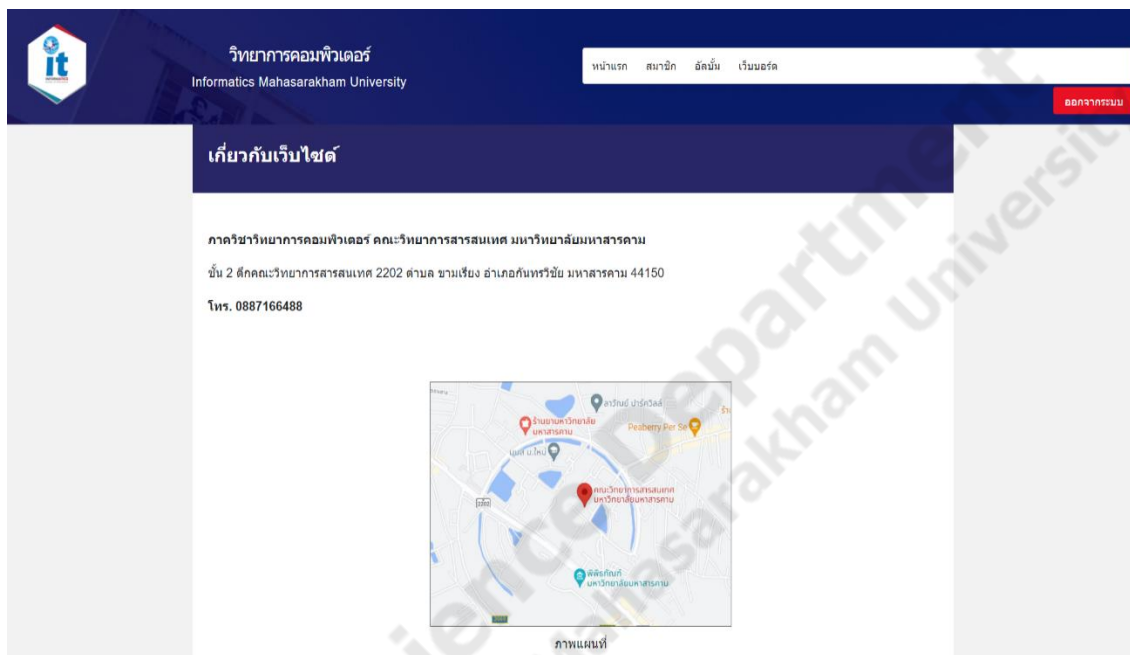 it
INFORMATICS
วิทยาการคอมพิวเตอร์
Informatics Mahasarakham University
หน้าแรก สมาชิก อัลบั้ม เว็บบอร์ด
ออกจากระบบ
เกี่ยวกับเว็บไซต์
ภาควิชาวิทยาการคอมพิวเตอร์ คณะวิทยาการสารสนเทศ มหาวิทยาลัยมหาสารคาม
ชั้น 2 ตึกคณะวิทยาการสารสนเทศ 2202 ตำบล ขามเรียง อำเภอกันทรวิชัย มหาสารคาม 44150
โทร. 0887166488
ลาวีณย์ ปาร์ควิลล์
ร้านยามหาวิทยาลัย
มหาสารคาม
Peaberry Per Se
มมส ม.ใหม่
คณะวิทยาการสารสนเทศ
มหาวิทยาลัยมหาสารคาม
2202
พิพิธภัณฑ์
มหาวิทยาลัยมหาสารคาม
ภาพแผนที่
ience Department
Mahasarakham Universit